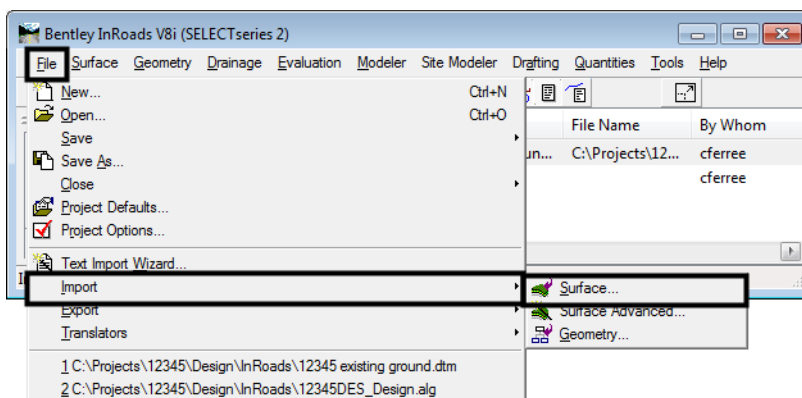 Bentley InRoads V8i (SELECTseries 2)
File Surface Geometry Drainage Evaluation Modeler Site Modeler Drafting Quantities Tools Help
New... Ctrl+N
Open... Ctrl+O
Save
Save As...
Close
Project Defaults...
Project Options...
Text Import Wizard...
Import
Export
Translators
1 C:\Projects\12345\Design\InRoads\12345 existing ground.dtm
2 C:\Projects\12345\Design\InRoads\12345DES_Design.alg
File Name By Whom
C:\Projects\12... cferree
cferree
Surface...
Surface Advanced...
Geometry...